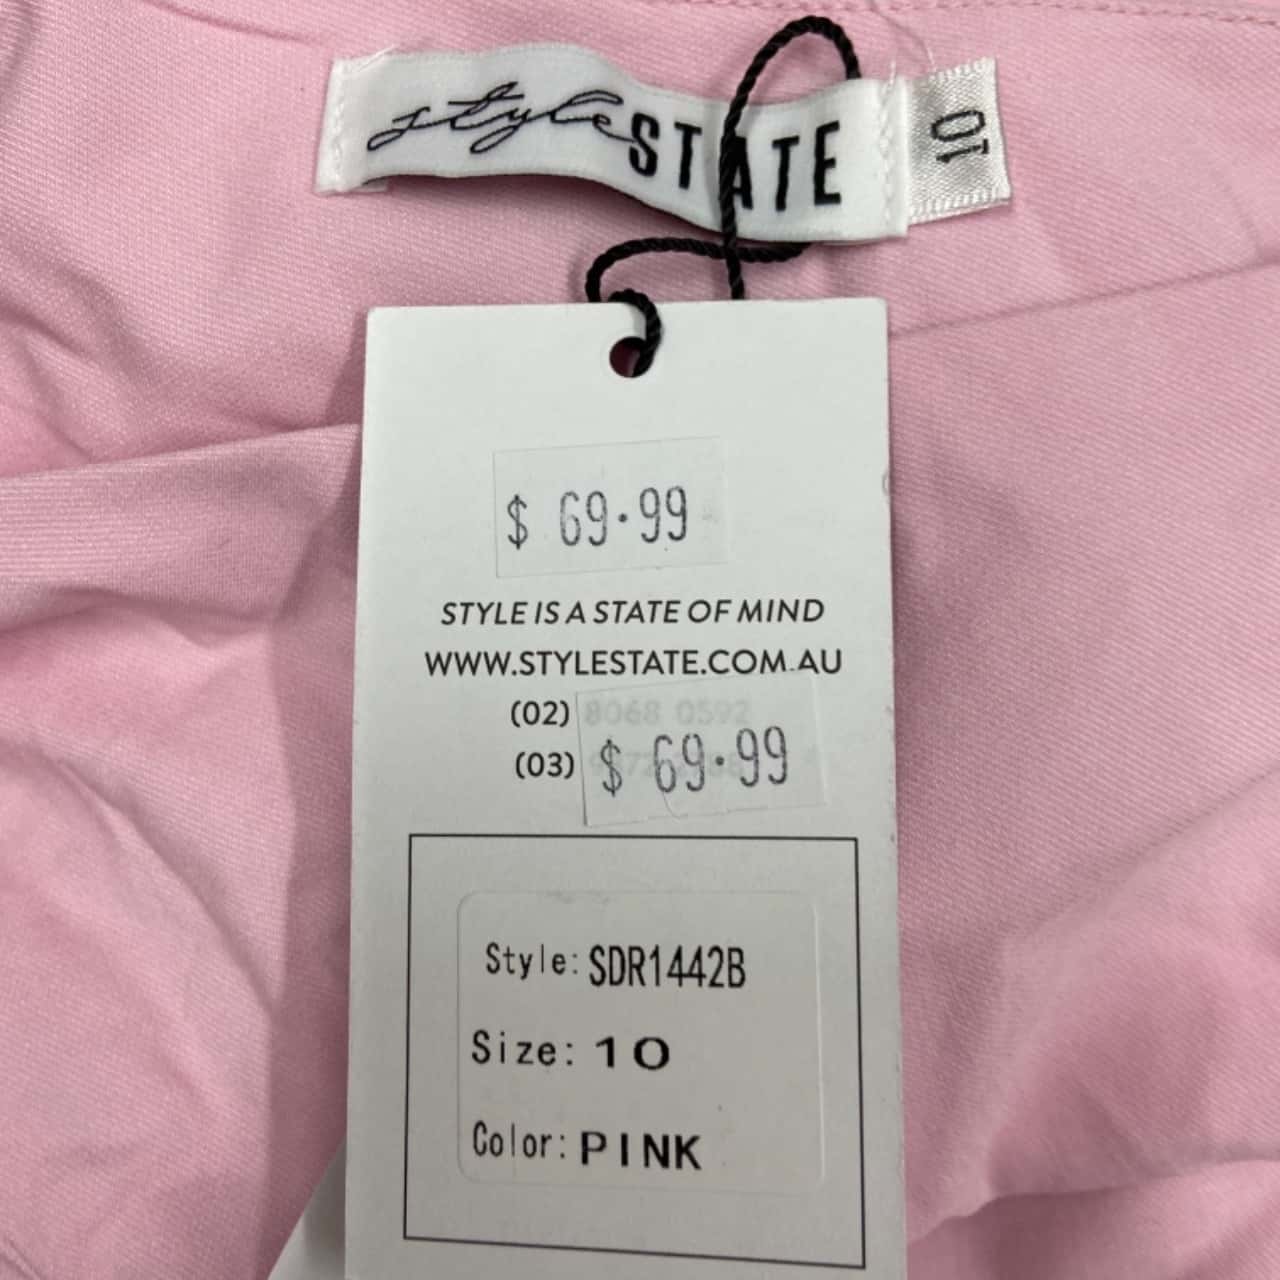 style STATE
10
$ 69.99
STYLE IS A STATE OF MIND
WWW.STYLESTATE.COM.AU
(02) 8068 0592
(03)
$ 69.99
Style: SDR1442B
Size: 10
Color: PINK